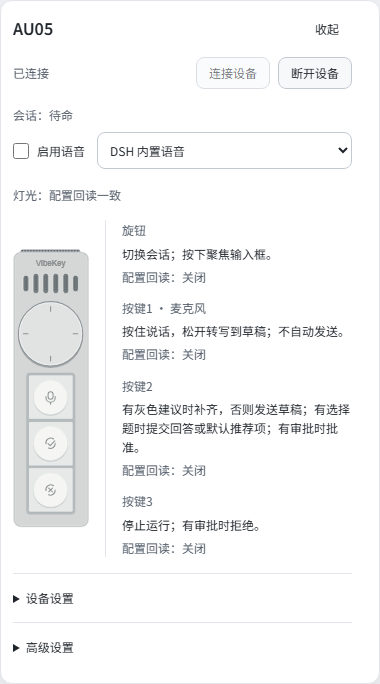 AU05
收起
已连接
连接设备
断开设备
会话：待命
启用语音
DSH 内置语音
灯光：配置回读一致
VibeKey
旋钮
切换会话；按下聚焦输入框。
配置回读：关闭
按键1 · 麦克风
按住说话，松开转写到草稿；不自动发送。
配置回读：关闭
按键2
有灰色建议时补齐，否则发送草稿；有选择
题时提交回答或默认推荐项；有审批时批
准。
配置回读：关闭
按键3
停止运行；有审批时拒绝。
配置回读：关闭
设备设置
高级设置